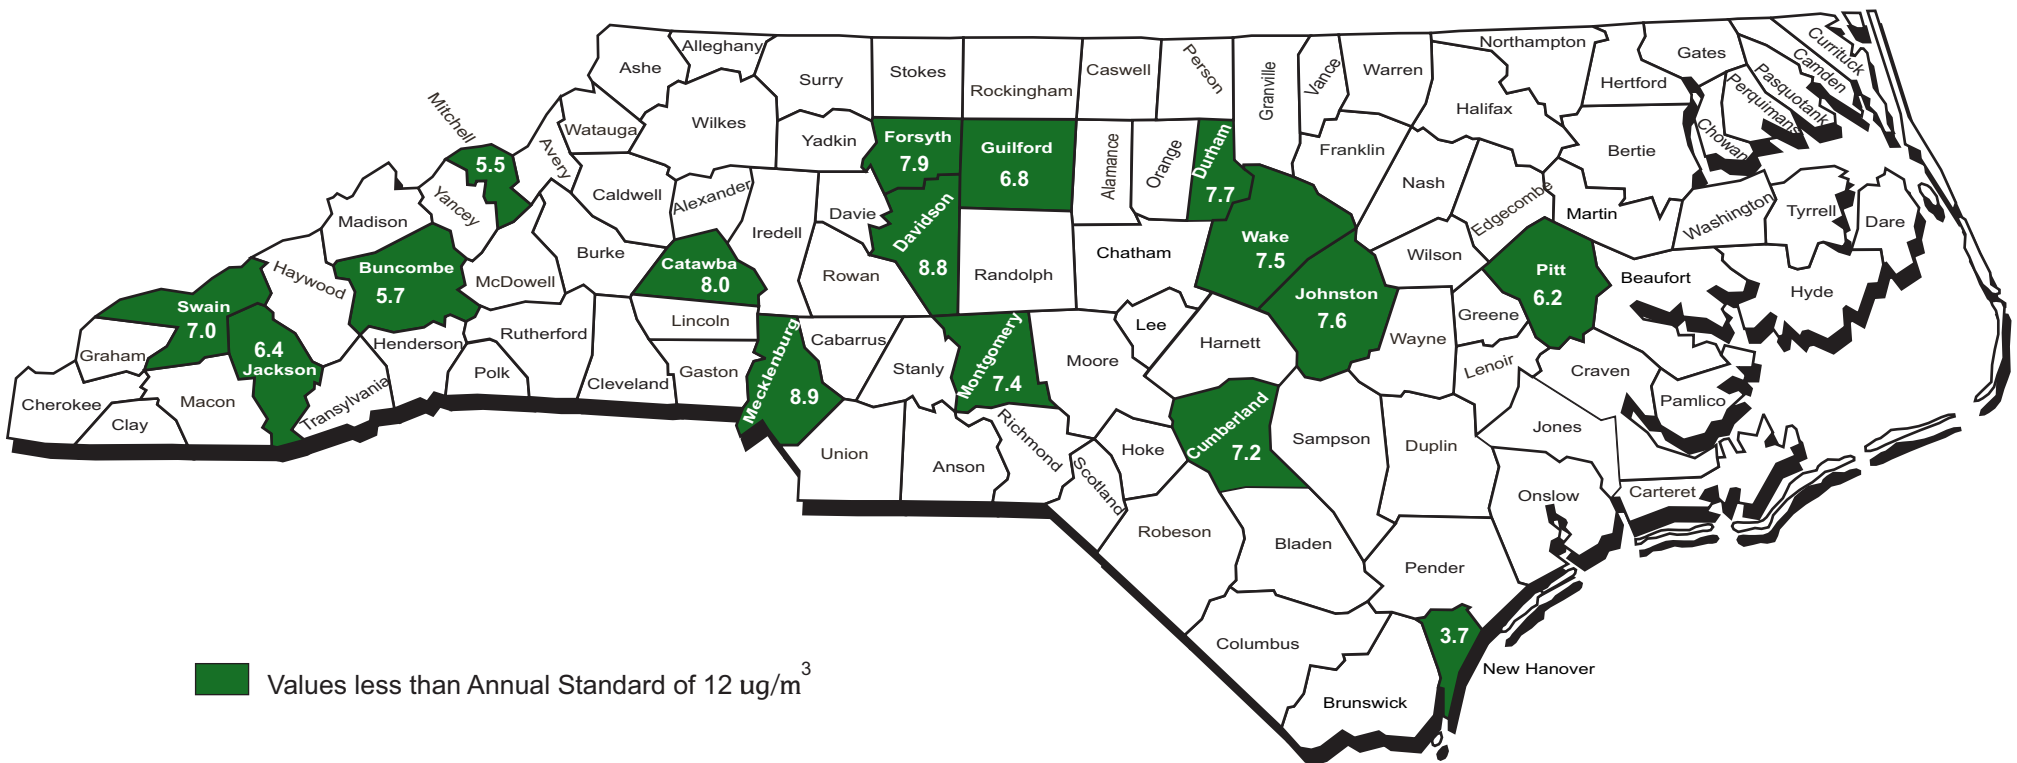 Ashe
Alleghany
Surry
Stokes
Rockingham
Caswell
Person
Granville
Vance
Warren
Northampton
Hertford
Gates
Currituck
Camden
Pasquotank
Perquimans
Chowan
Halifax
Bertie
Mitchell
5.5
Avery
Watauga
Wilkes
Yadkin
Forsyth
7.9
Guilford
6.8
Alamance
Orange
Durham
7.7
Franklin
Nash
Edgecombe
Martin
Washington
Tyrrell
Dare
Madison
Yancey
Caldwell
Alexander
Iredell
Davie
Davidson
8.8
Randolph
Chatham
Wake
7.5
Wilson
Pitt
6.2
Beaufort
Hyde
Haywood
Buncombe
5.7
McDowell
Burke
Catawba
8.0
Rowan
Johnston
7.6
Greene
Swain
7.0
Graham
6.4
Jackson
Henderson
Rutherford
Lincoln
Mecklenburg
8.9
Cabarrus
Stanly
Montgomery
7.4
Moore
Lee
Harnett
Wayne
Lenoir
Craven
Pamlico
Cherokee
Clay
Macon
Transylvania
Polk
Cleveland
Gaston
Union
Anson
Richmond
Scotland
Hoke
Cumberland
7.2
Sampson
Duplin
Jones
Onslow
Carteret
Robeson
Bladen
Pender
Columbus
Brunswick
3.7
New Hanover
Values less than Annual Standard of 12 ug/m³